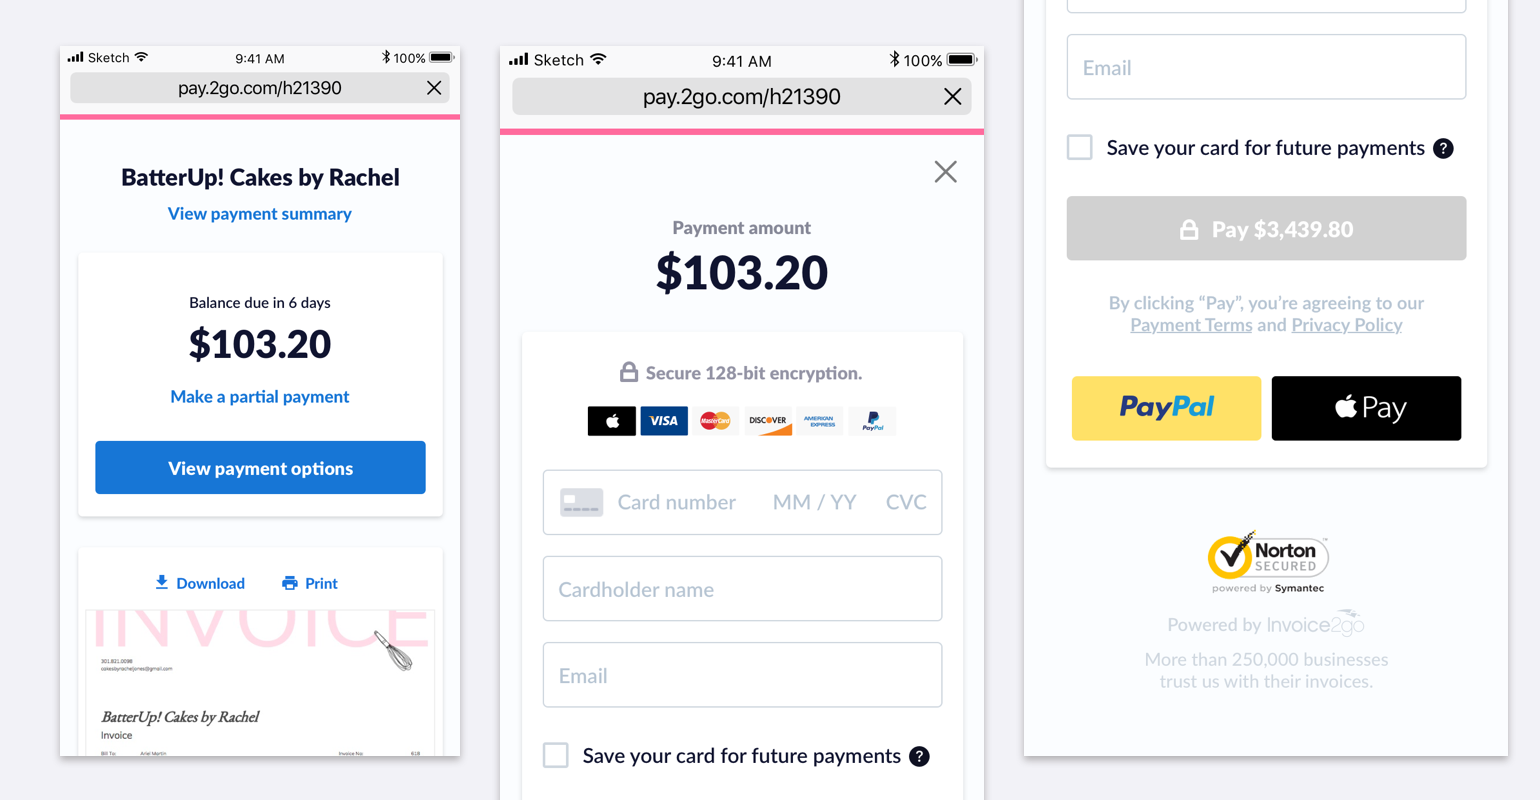 Sketch
9:41 AM
100%
pay.2go.com/h21390
BatterUp! Cakes by Rachel
View payment summary
Balance due in 6 days
$103.20
Make a partial payment
View payment options
Download
Print
INVOICE
301.821.0098
cakesbyracheljones@gmail.com
BatterUp! Cakes by Rachel
Invoice
Bill To: Ariel Martin Invoice No: 618
Sketch
9:41 AM
100%
pay.2go.com/h21390
Payment amount
$103.20
Secure 128-bit encryption.
Pay
VISA
MasterCard
DISCOVER
AMERICAN
EXPRESS
PayPal
Card number MM / YY CVC
Cardholder name
Email
Save your card for future payments ?
Email
Save your card for future payments ?
Pay $3,439.80
By clicking “Pay”, you’re agreeing to our
Payment Terms and Privacy Policy
PayPal
Pay
Norton
SECURED
TM
powered by Symantec
Powered by Invoice2go
More than 250,000 businesses
trust us with their invoices.